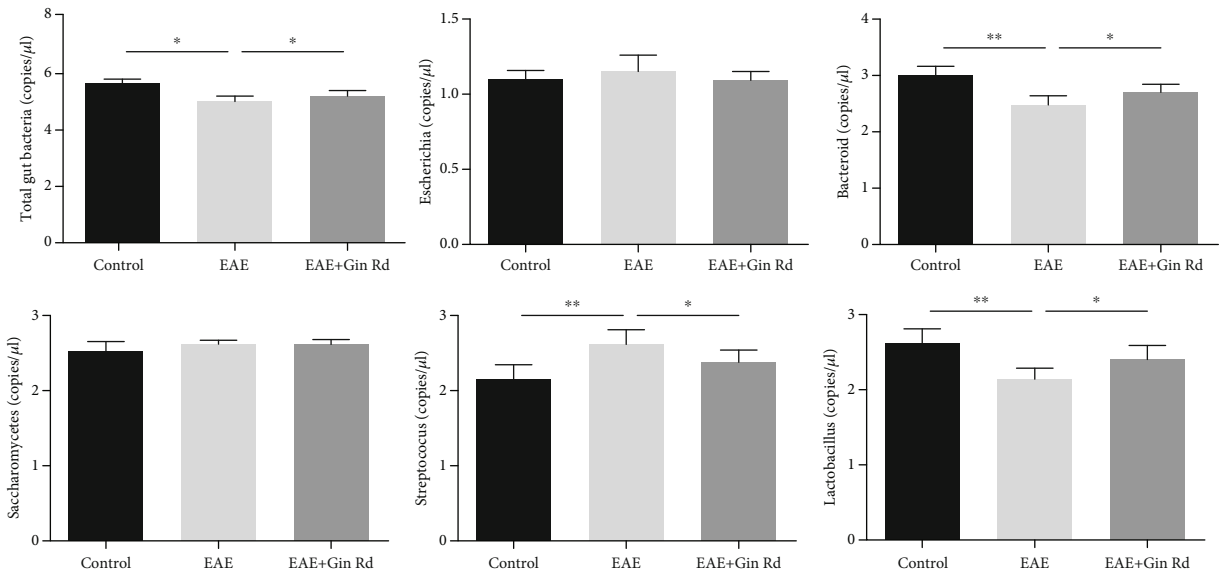 Total gut bacteria (copies/μl)
8
6
4
2
0
*
*
Control
EAE
EAE+Gin Rd
Escherichia (copies/μl)
1.5
1.0
0.5
0.0
Control
EAE
EAE+Gin Rd
Bacteroid (copies/μl)
4
3
2
1
0
**
*
Control
EAE
EAE+Gin Rd
Saccharomycetes (copies/μl)
3
2
1
0
Control
EAE
EAE+Gin Rd
Streptococus (copies/μl)
3
2
1
0
**
*
Control
EAE
EAE+Gin Rd
Lactobacillus (copies/μl)
3
2
1
0
**
*
Control
EAE
EAE+Gin Rd